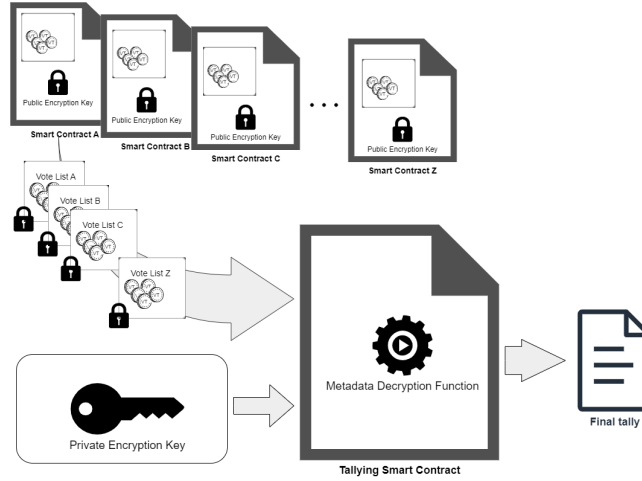 Public Encryption Key
Smart Contract A
Public Encryption Key
Smart Contract B
Public Encryption Key
Smart Contract C
. . .
Public Encryption Key
Smart Contract Z
Vote List A
Vote List B
Vote List C
Vote List Z
Metadata Decryption Function
Tallying Smart Contract
Private Encryption Key
Final tally